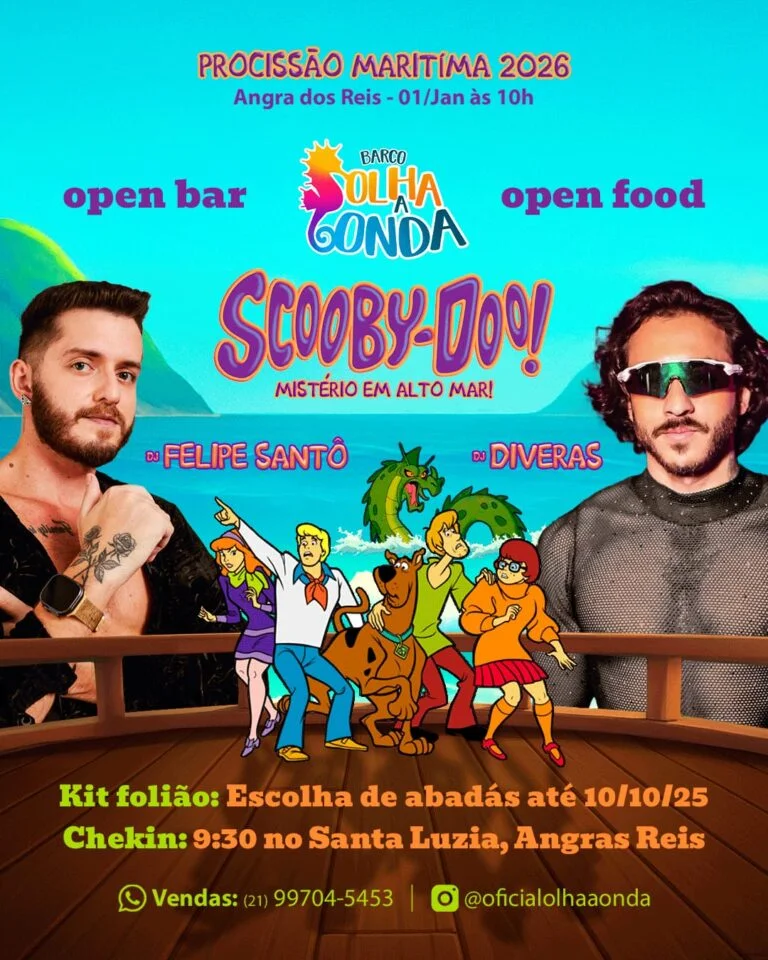 PROCISSÃO MARITÍMA 2026
Angra dos Reis - 01/Jan às 10h
open bar
BARCO
OLHA
A
ONDA
open food
SCOOBY-DOO!
MISTÉRIO EM ALTO MAR!
DJ FELIPE SANTÔ
DJ DIVERAS
Kit folião: Escolha de abadás até 10/10/25
Chekin: 9:30 no Santa Luzia, Angras Reis
Vendas: (21) 99704-5453 | @oficialolhaaonda